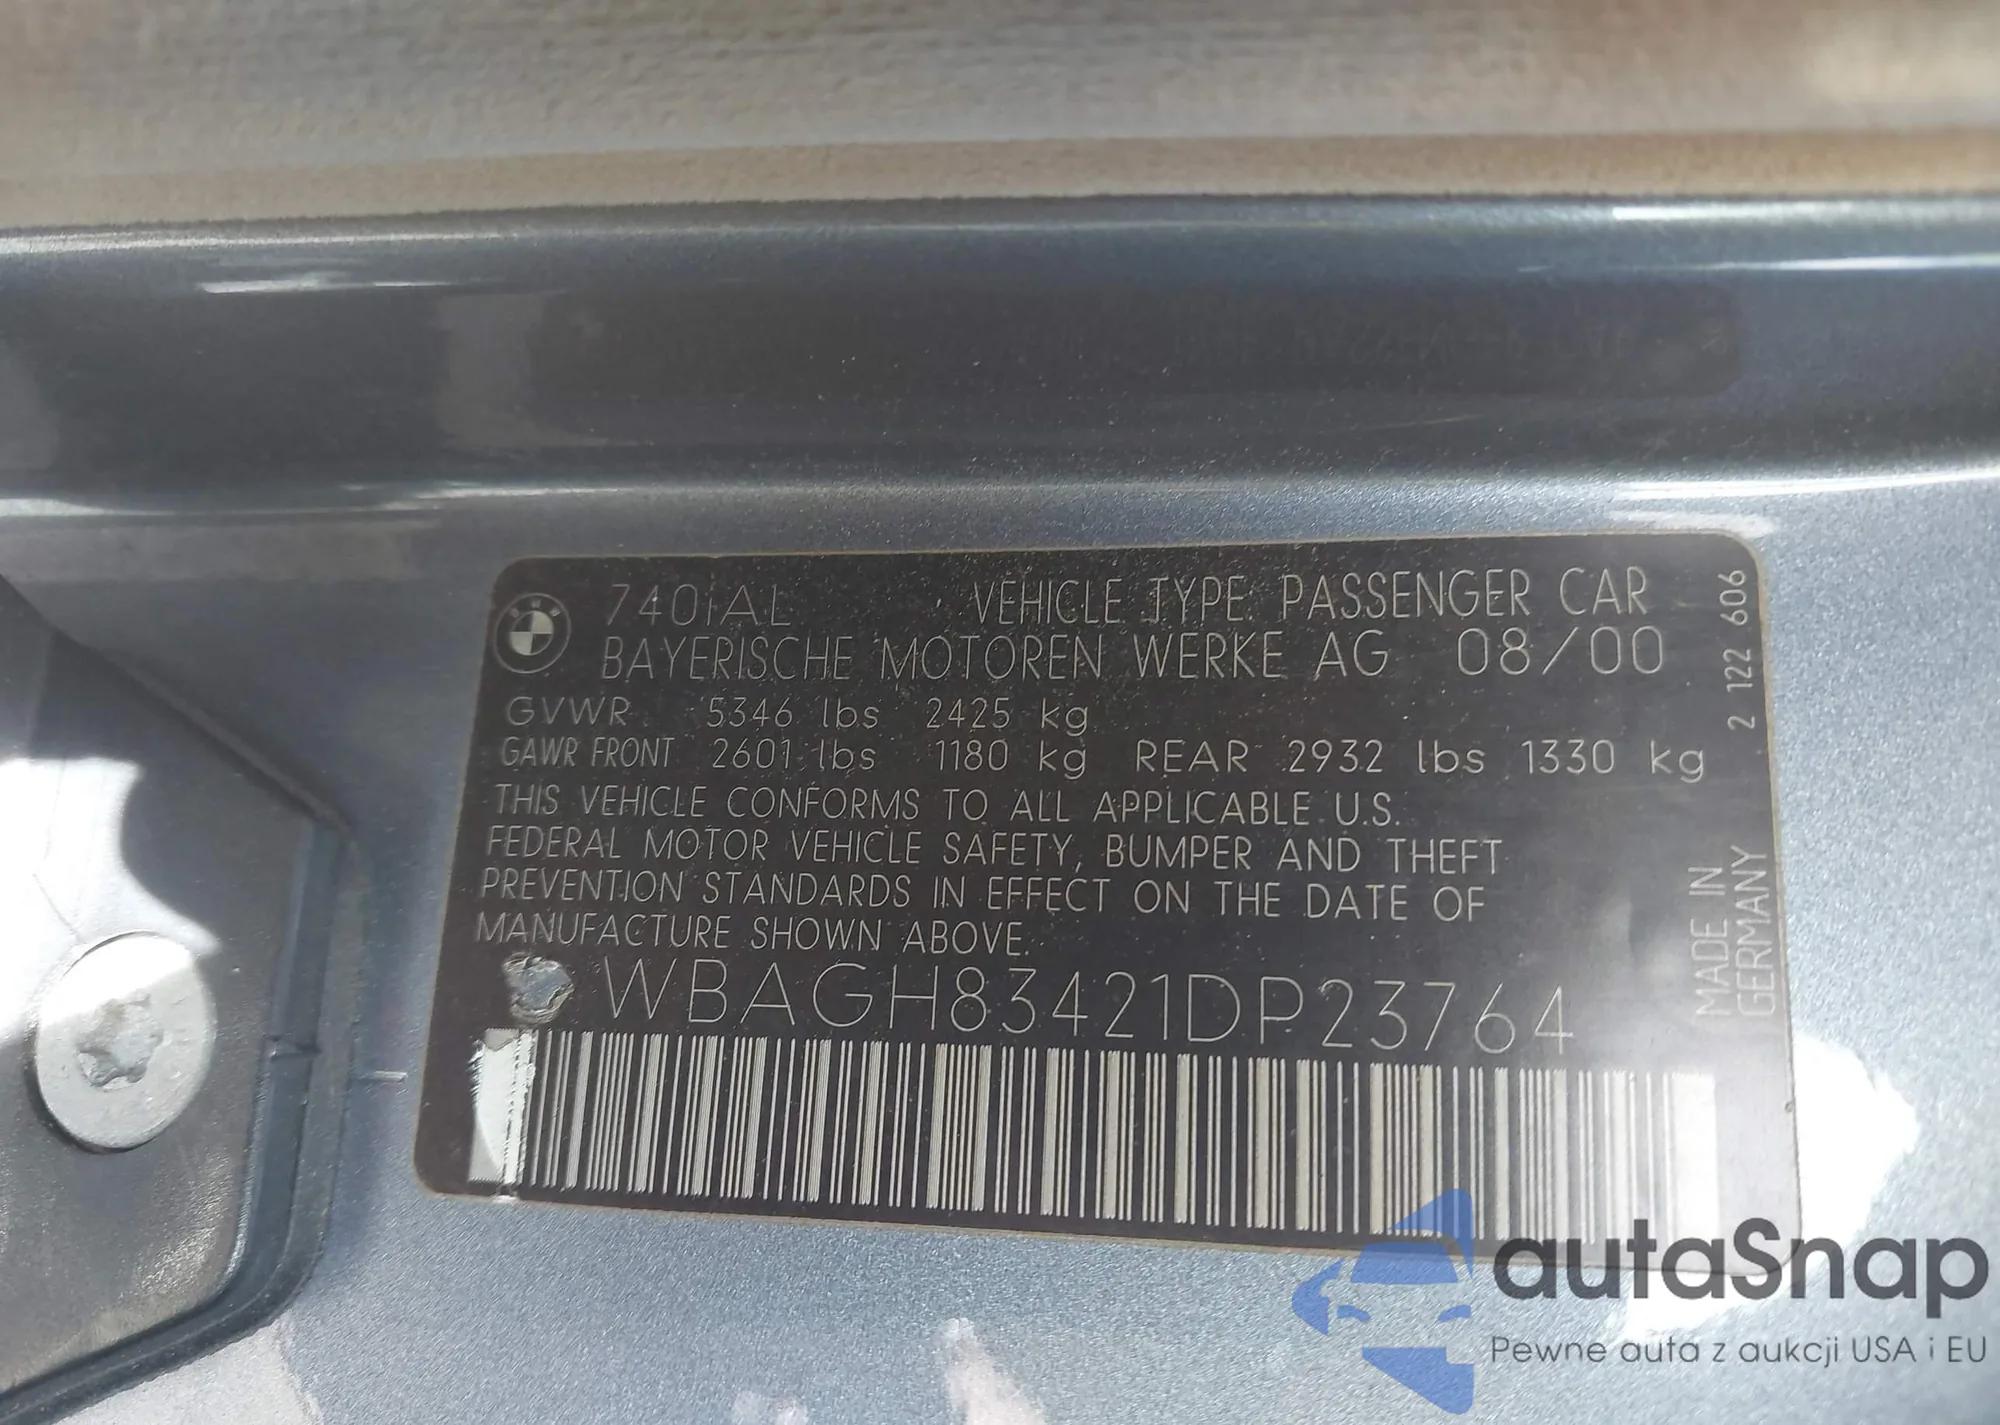 740iAL VEHICLE TYPE PASSENGER CAR
BAYERISCHE MOTOREN WERKE AG 08/00
GVWR 5346 lbs 2425 kg
GAWR FRONT 2601 lbs 1180 kg REAR 2932 lbs 1330 kg
THIS VEHICLE CONFORMS TO ALL APPLICABLE U.S.
FEDERAL MOTOR VEHICLE SAFETY, BUMPER AND THEFT
PREVENTION STANDARDS IN EFFECT ON THE DATE OF
MANUFACTURE SHOWN ABOVE.
WBAGH83421DP23764
2 122 606
MADE IN
GERMANY
autaSnap
Pewne auta z aukcji USA i EU